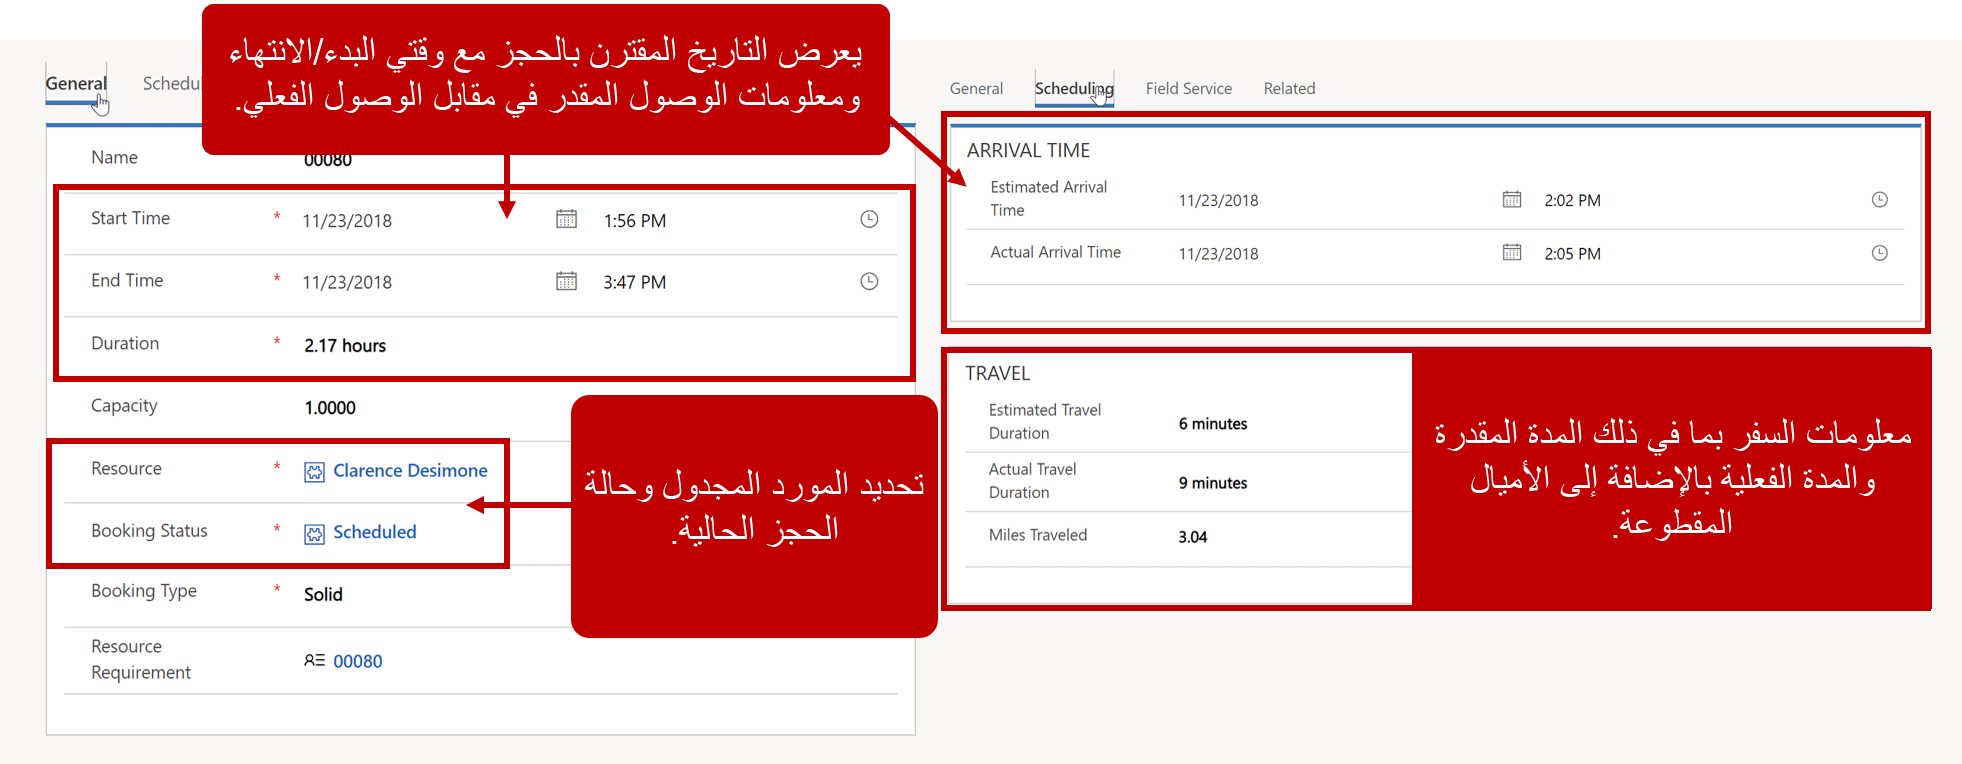 يعرض التاريخ المقترن بالحجز مع وقتي البدء/الانتهاء
ومعلومات الوصول المقدر في مقابل الوصول الفعلي.
General
Name 00080
Start Time * 11/23/2018 1:56 PM
End Time * 11/23/2018 3:47 PM
Duration * 2.17 hours
Capacity 1.0000
Resource * Clarence Desimone
Booking Status * Scheduled
Booking Type * Solid
Resource
Requirement
00080
تحديد المورد المجدول وحالة
الحجز الحالية.
General Scheduling Field Service Related
ARRIVAL TIME
Estimated Arrival
Time
11/23/2018 2:02 PM
Actual Arrival Time 11/23/2018 2:05 PM
TRAVEL
Estimated Travel
Duration
6 minutes
Actual Travel
Duration
9 minutes
Miles Traveled 3.04
معلومات السفر بما في ذلك المدة المقدرة
والمدة الفعلية بالإضافة إلى الأميال
المقطوعة.